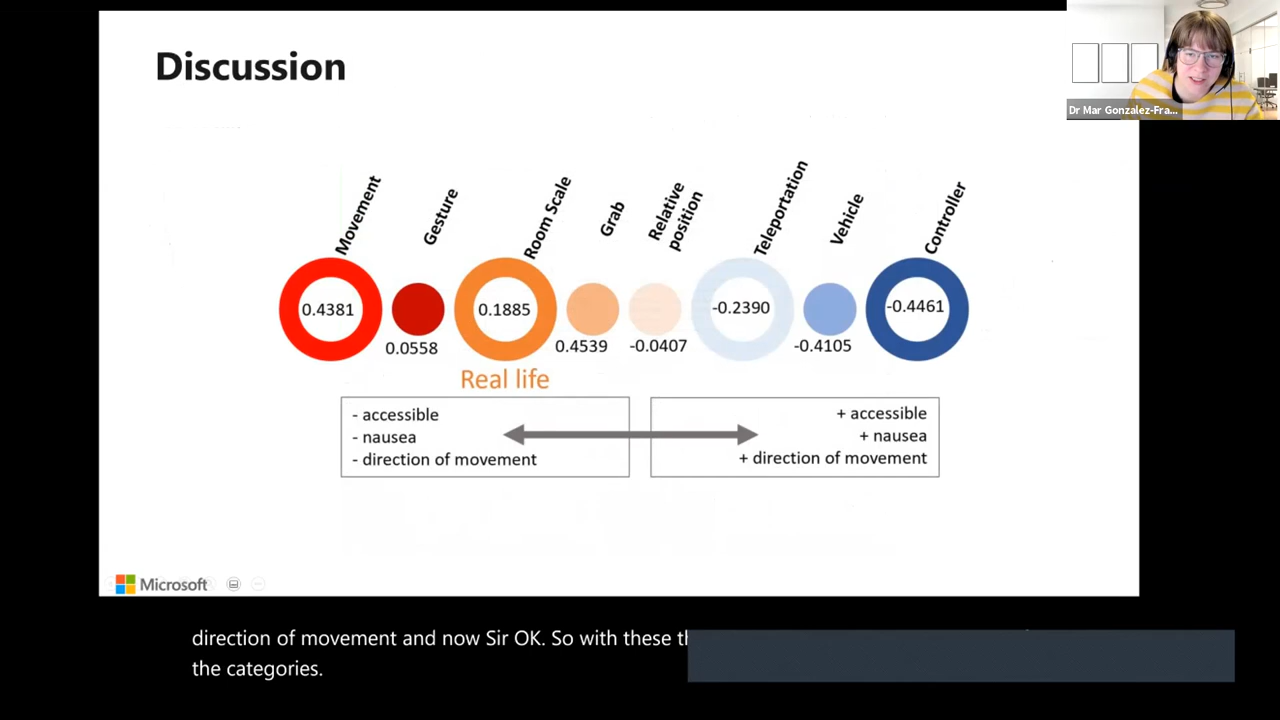 Discussion
Dr Mar Gonzalez-Fra...
Movement
Gesture
Room Scale
Grab
Relative
position
Teleportation
Vehicle
Controller
0.4381
0.0558
0.1885
0.4539
-0.0407
-0.2390
-0.4105
-0.4461
Real life
- accessible
- nausea
- direction of movement
+ accessible
+ nausea
+ direction of movement
Microsoft
direction of movement and now Sir OK. So with these
the categories.